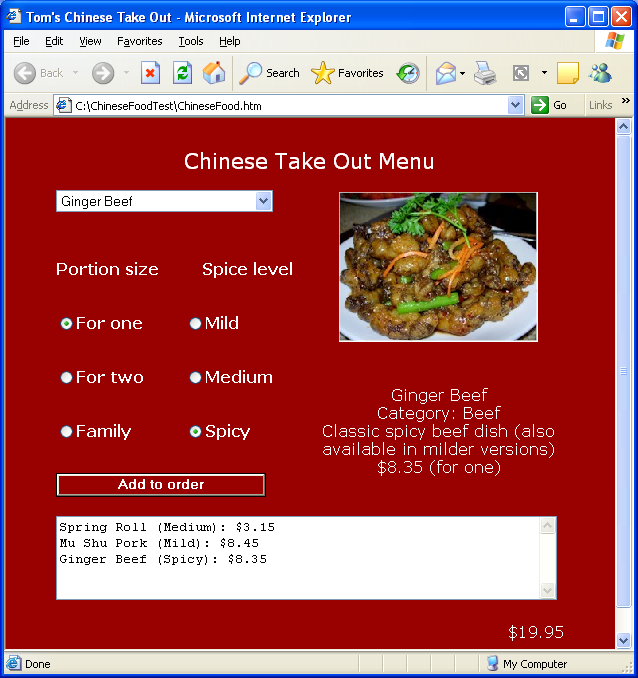 Tom's Chinese Take Out - Microsoft Internet Explorer
File Edit View Favorites Tools Help
Back Search Favorites
Address C:\ChineseFoodTest\ChineseFood.htm Go Links »
Chinese Take Out Menu
Ginger Beef
Portion size Spice level
For one Mild
For two Medium
Family Spicy
Add to order
Ginger Beef
Category: Beef
Classic spicy beef dish (also
available in milder versions)
$8.35 (for one)
Spring Roll (Medium): $3.15
Mu Shu Pork (Mild): $8.45
Ginger Beef (Spicy): $8.35
$19.95
Done My Computer